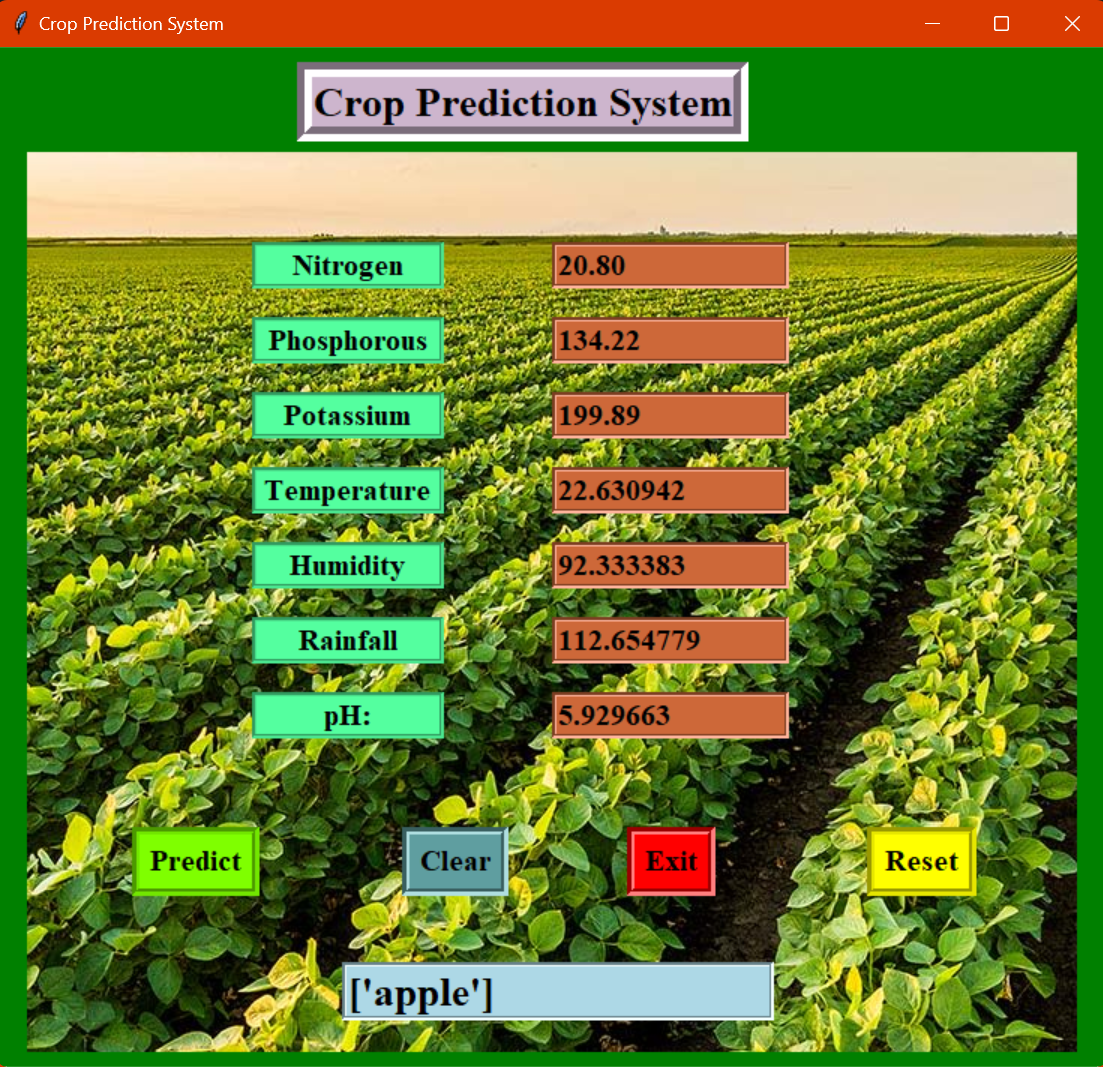 Crop Prediction System
Crop Prediction System
Nitrogen 20.80
Phosphorous 134.22
Potassium 199.89
Temperature 22.630942
Humidity 92.333383
Rainfall 112.654779
pH: 5.929663
Predict Clear Exit Reset
['apple']